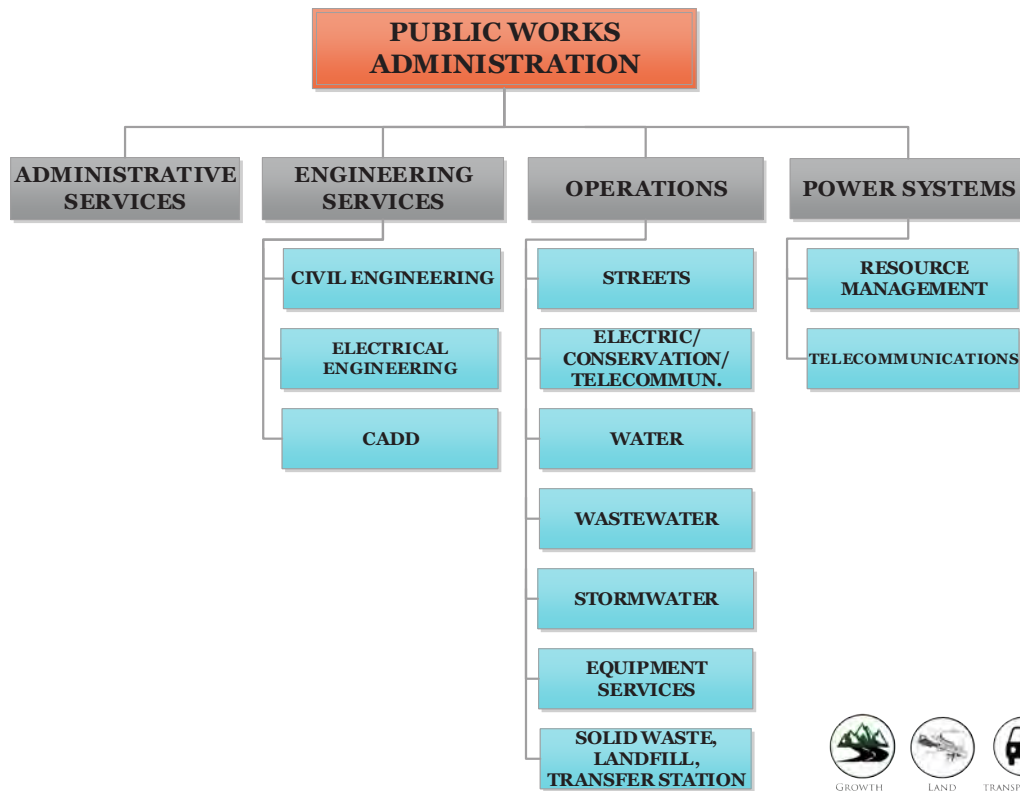 PUBLIC WORKS
ADMINISTRATION
ADMINISTRATIVE
SERVICES
ENGINEERING
SERVICES
OPERATIONS
POWER SYSTEMS
CIVIL ENGINEERING
ELECTRICAL
ENGINEERING
CADD
STREETS
ELECTRIC/
CONSERVATION/
TELECOMMUN.
WATER
WASTEWATER
STORMWATER
EQUIPMENT
SERVICES
SOLID WASTE,
LANDFILL,
TRANSFER STATION
RESOURCE
MANAGEMENT
TELECOMMUNICATIONS
GROWTH
LAND